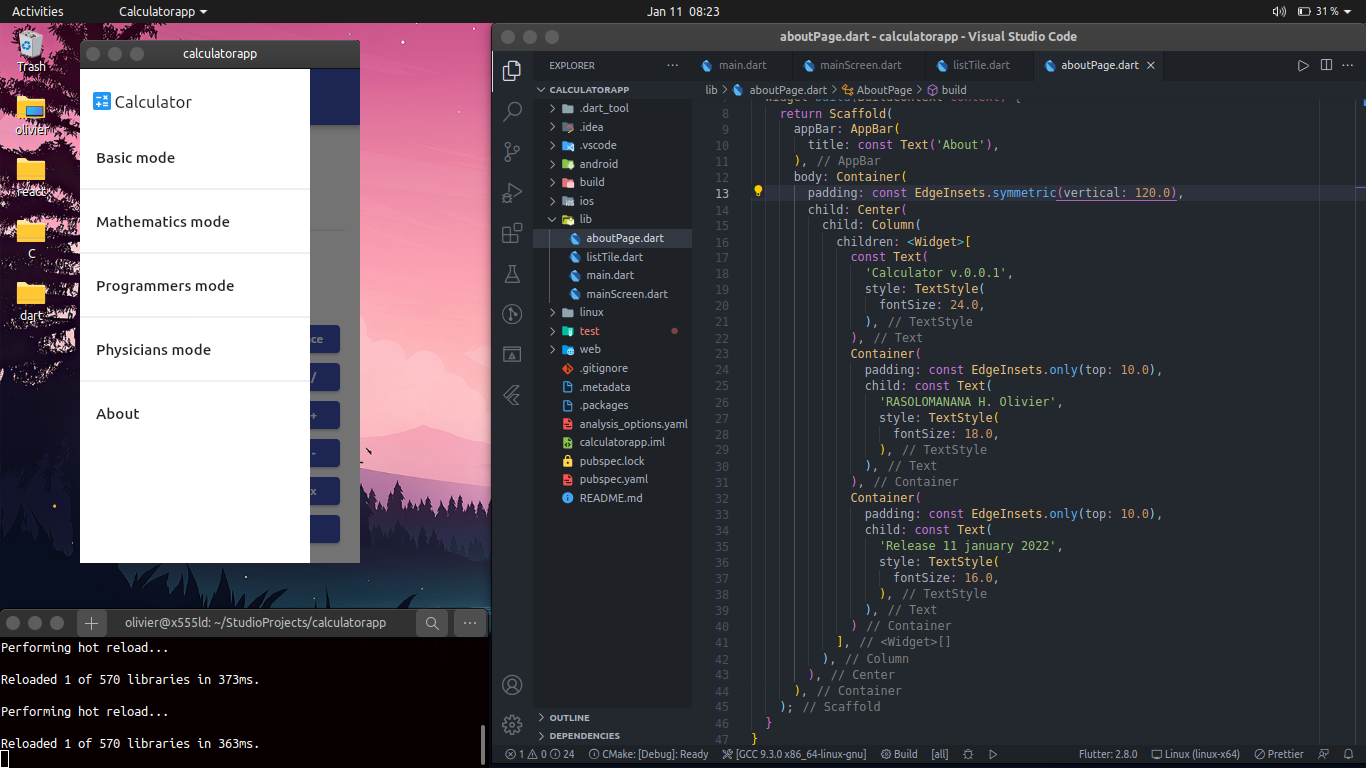 Activities
Calculatorapp
Jan 11 08:23
31 %
Trash
olivier
react
C
dart
calculatorapp
Calculator
Basic mode
Mathematics mode
Programmers mode
Physicians mode
About
ce
/
+
-
x
olivier@x555ld: ~/StudioProjects/calculatorapp
Performing hot reload...
Reloaded 1 of 570 libraries in 373ms.
Performing hot reload...
Reloaded 1 of 570 libraries in 363ms.
aboutPage.dart - calculatorapp - Visual Studio Code
EXPLORER
CALCULATORAPP
.dart_tool
.idea
.vscode
android
build
ios
lib
aboutPage.dart
listTile.dart
main.dart
mainScreen.dart
linux
test
web
.gitignore
.metadata
.packages
analysis_options.yaml
calculatorapp.iml
pubspec.lock
pubspec.yaml
README.md
OUTLINE
DEPENDENCIES
main.dart
mainScreen.dart
listTile.dart
aboutPage.dart
lib > aboutPage.dart > AboutPage > build
7 Widget build(BuildContext context) {
8 return Scaffold(
9 appBar: AppBar(
10 title: const Text('About'),
11 ), // AppBar
12 body: Container(
13 padding: const EdgeInsets.symmetric(vertical: 120.0),
14 child: Center(
15 child: Column(
16 children: <Widget>[
17 const Text(
18 'Calculator v.0.0.1',
19 style: TextStyle(
20 fontSize: 24.0,
21 ), // TextStyle
22 ), // Text
23 Container(
24 padding: const EdgeInsets.only(top: 10.0),
25 child: const Text(
26 'RASOLOMANANA H. Olivier',
27 style: TextStyle(
28 fontSize: 18.0,
29 ), // TextStyle
30 ), // Text
31 ), // Container
32 Container(
33 padding: const EdgeInsets.only(top: 10.0),
34 child: const Text(
35 'Release 11 january 2022',
36 style: TextStyle(
37 fontSize: 16.0,
38 ), // TextStyle
39 ), // Text
40 ) // Container
41 ], // <Widget>[]
42 ), // Column
43 ), // Center
44 ), // Container
45 ); // Scaffold
46 }
47 }
1 0 24
CMake: [Debug]: Ready
[GCC 9.3.0 x86_64-linux-gnu]
Build
[all]
Flutter: 2.8.0
Linux (linux-x64)
Prettier